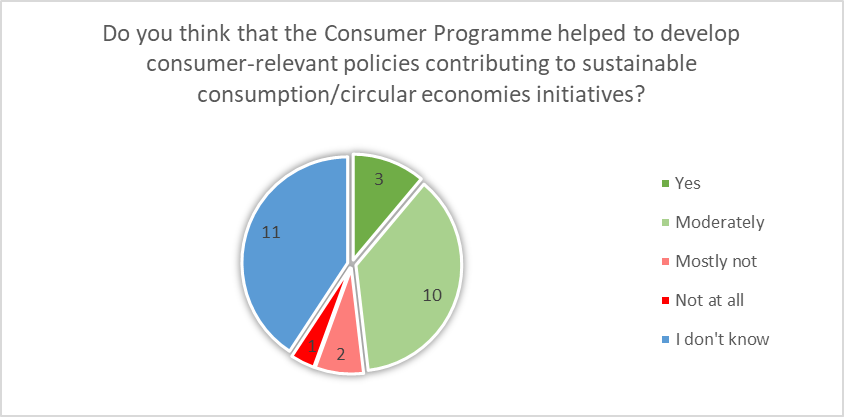 Do you think that the Consumer Programme helped to develop
consumer-relevant policies contributing to sustainable
consumption/circular economies initiatives?
3
11
10
1
2
Yes
Moderately
Mostly not
Not at all
I don't know